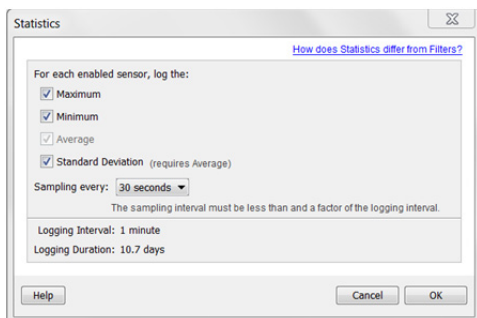 Statistics
How does Statistics differ from Filters?
For each enabled sensor, log the:
Maximum
Minimum
Average
Standard Deviation (requires Average)
Sampling every: 30 seconds
The sampling interval must be less than and a factor of the logging interval.
Logging Interval: 1 minute
Logging Duration: 10.7 days
Help Cancel OK